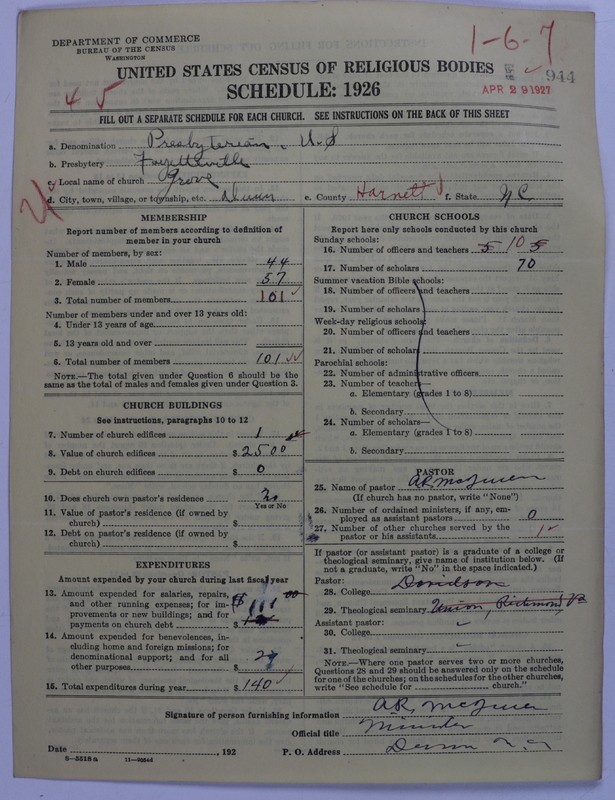 DEPARTMENT OF COMMERCE
BUREAU OF THE CENSUS
WASHINGTON
1-6-7
UNITED STATES CENSUS OF RELIGIOUS BODIES
944
SCHEDULE: 1926
APR 29 1927
4 5
FILL OUT A SEPARATE SCHEDULE FOR EACH CHURCH. SEE INSTRUCTIONS ON THE BACK OF THIS SHEET
a. Denomination Presbyterian, U.S
b. Presbytery Fayetteville
c. Local name of church Grove
d. City, town, village, or township, etc. Dunn e. County Harnett f. State N.C.
MEMBERSHIP
Report number of members according to definition of
member in your church
Number of members, by sex:
1. Male 44
2. Female 57
3. Total number of members 101
Number of members under and over 13 years old:
4. Under 13 years of age
5. 13 years old and over
6. Total number of members 101
NOTE.—The total given under Question 6 should be
same as the total of males and females given under Question 3.
CHURCH BUILDINGS
See instructions, paragraphs 10 to 12
7. Number of church edifices 1
8. Value of church edifices $2500
9. Debt on church edifices $ 0
10. Does church own pastor's residence No
Yes or No
11. Value of pastor's residence (if owned by
church) $
12. Debt on pastor's residence (if owned by
church) $
EXPENDITURES
Amount expended by your church during last fiscal year
13. Amount expended for salaries, repairs,
and other running expenses; for im-
provements or new buildings; and for
payments on church debt $ 111 00
14. Amount expended for benevolences, in-
cluding home and foreign missions; for
denominational support; and for all
other purposes $
15. Total expenditures during year $ 140
CHURCH SCHOOLS
Report here only schools conducted by this church
Sunday schools:
16. Number of officers and teachers 5 10 5
17. Number of scholars 70
Summer vacation Bible schools:
18. Number of officers and teachers
19. Number of scholars
Week-day religious schools:
20. Number of officers and teachers
21. Number of scholars
Parochial schools:
22. Number of administrative officers
23. Number of teachers—
a. Elementary (grades 1 to 8)
b. Secondary
24. Number of scholars—
a. Elementary (grades 1 to 8)
b. Secondary
PASTOR
25. Name of pastor A.R. McQueen
(If church has no pastor, write "None")
26. Number of ordained ministers, if any, em-
ployed as assistant pastors 0
27. Number of other churches served by the
pastor or his assistants 1
If pastor (or assistant pastor) is a graduate of a college or
theological seminary, give name of institution below. (If
not a graduate, write "No" in the space indicated.)
Pastor:
28. College Davidson
29. Theological seminary Union, Richmond Va
Assistant pastor:
30. College
31. Theological seminary
NOTE.—Where one pastor serves two or more churches,
Questions 28 and 29 should be answered only on the schedule
for one of the churches; on the schedules for the other churches,
write "See schedule for church."
Signature of person furnishing information A.R. McQueen
Official title Minister
Date , 192 P. O. Address Dunn N.C.
8-5518 a